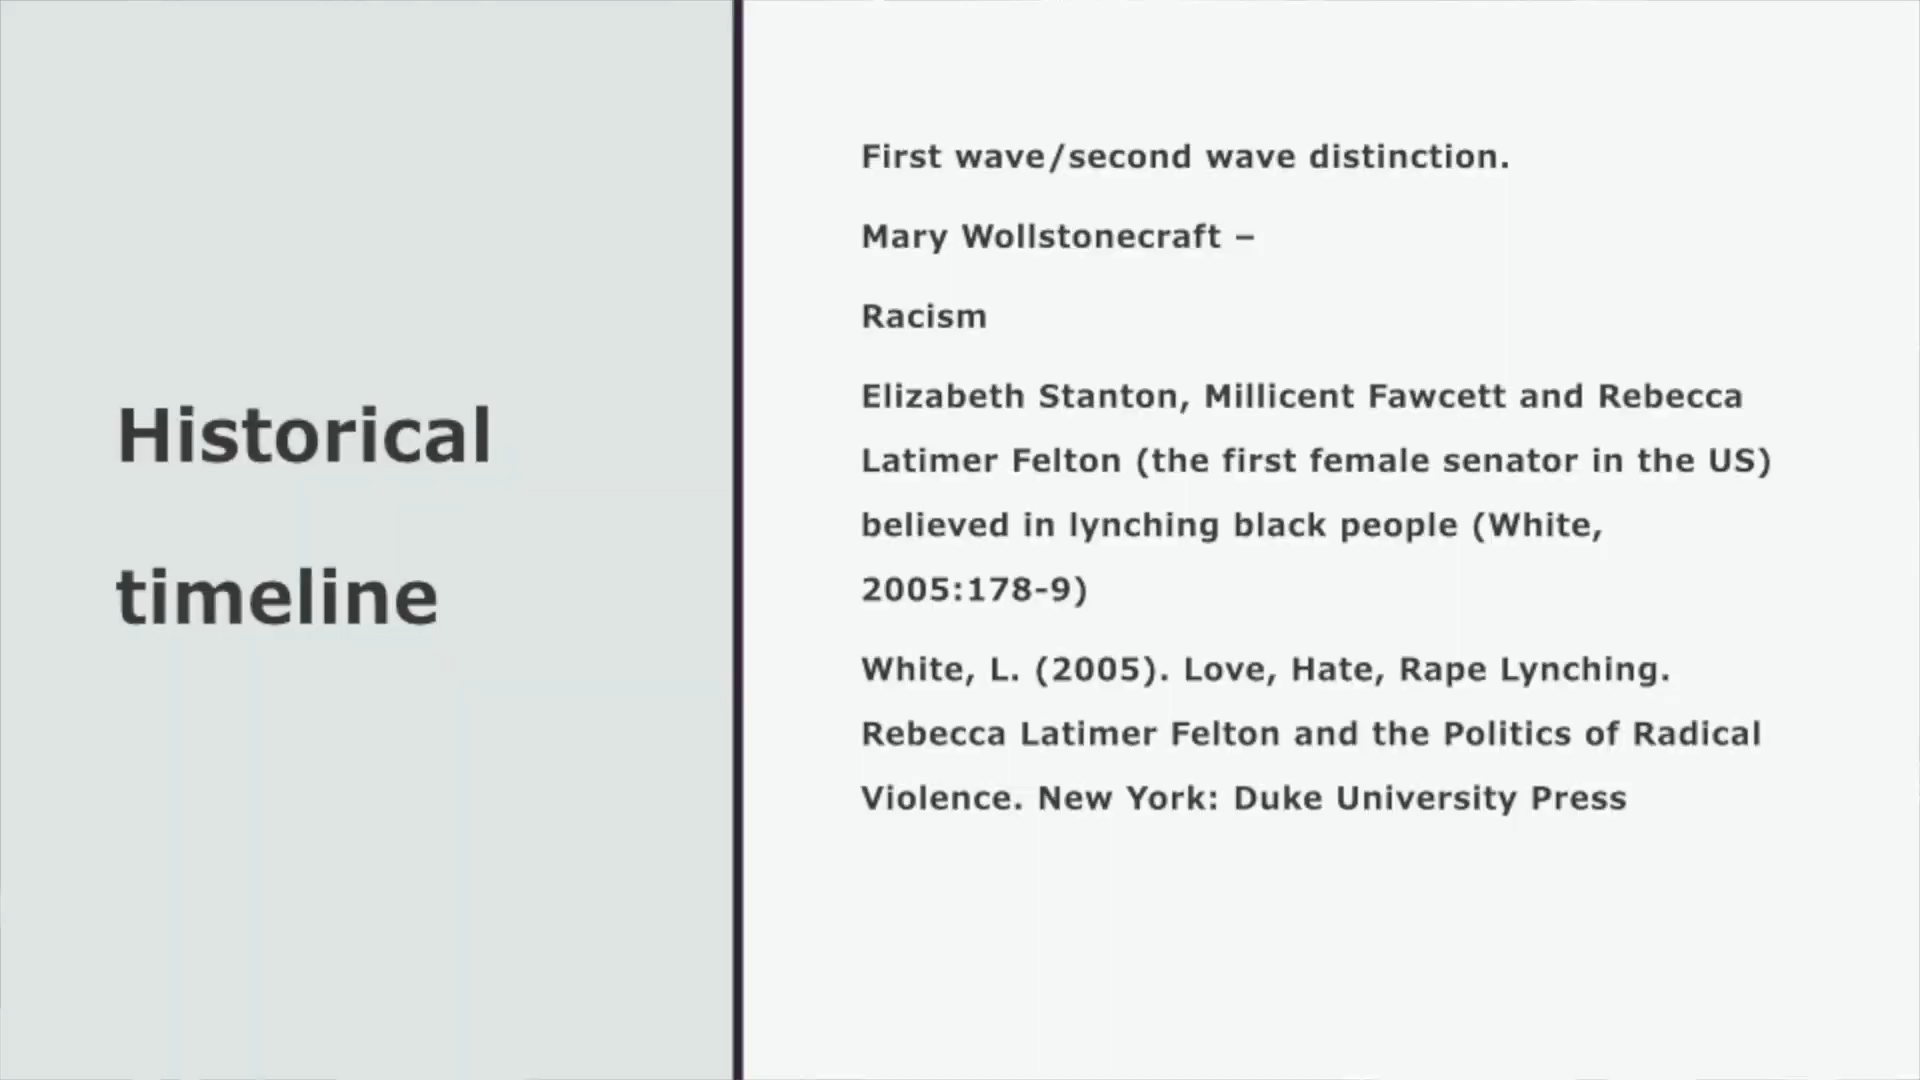 Historical
timeline
First wave/second wave distinction.
Mary Wollstonecraft –
Racism
Elizabeth Stanton, Millicent Fawcett and Rebecca
Latimer Felton (the first female senator in the US)
believed in lynching black people (White,
2005:178-9)
White, L. (2005). Love, Hate, Rape Lynching.
Rebecca Latimer Felton and the Politics of Radical
Violence. New York: Duke University Press